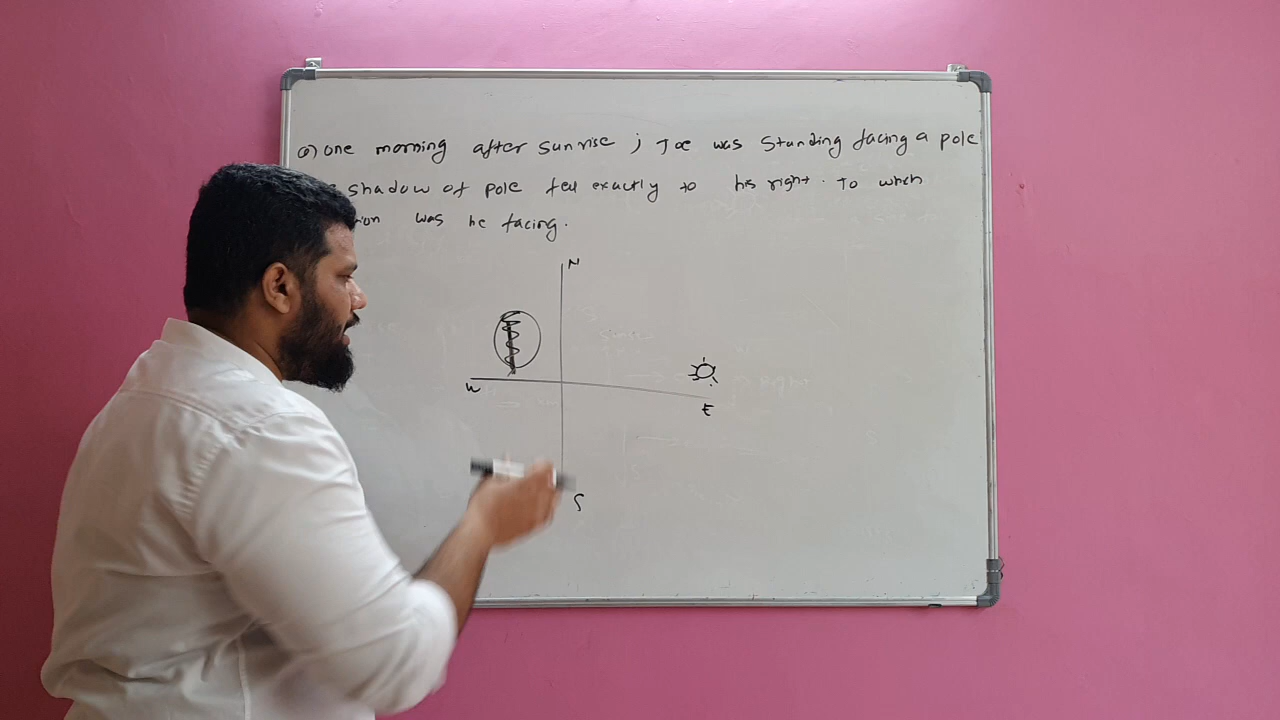 Q) one morning after sunrise ; Joe was standing facing a pole
shadow of pole fell exactly to his right. To which
was he facing.
N
W
E
S